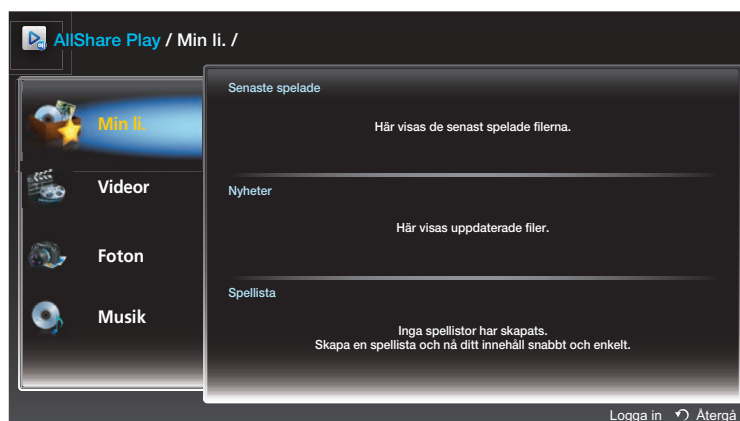 AllShare Play / Min li. /
Min li.
Videor
Foton
Musik
Senaste spelade
Här visas de senast spelade filerna.
Nyheter
Här visas uppdaterade filer.
Spellista
Inga spellistor har skapats.
Skapa en spellista och nå ditt innehåll snabbt och enkelt.
Logga in Återgå